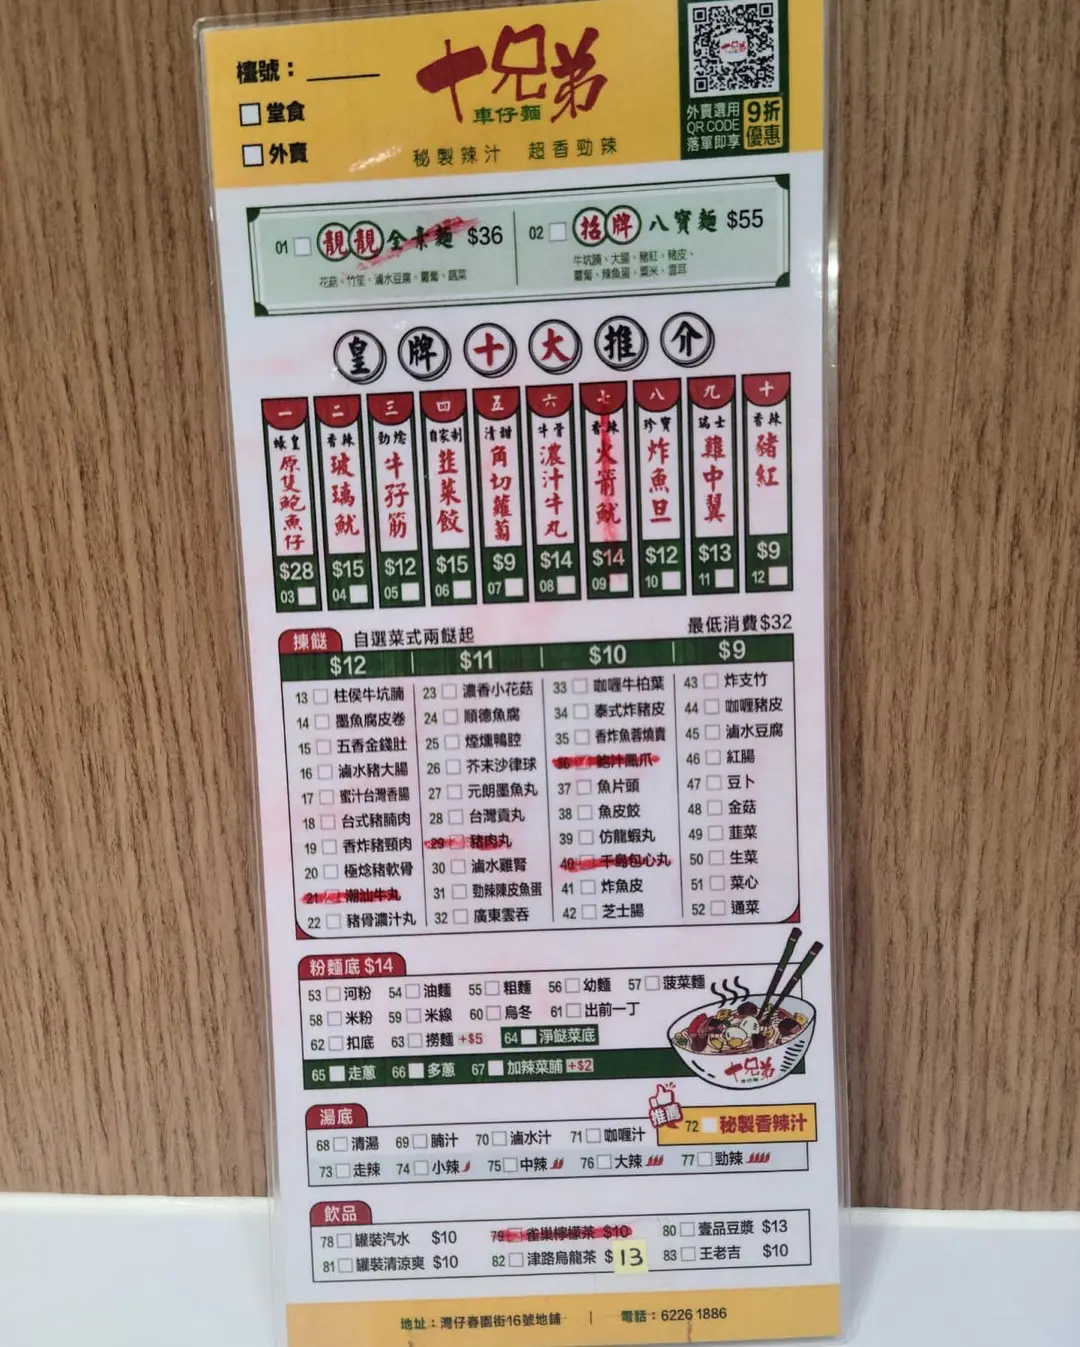 檯號：
堂食
外賣
十兄弟
車仔麵
秘製辣汁 超香勁辣
外賣選用
QR CODE
落單即享
9折
優惠
01 靚靚全素麵 $36
花菇、竹笙、滷水豆腐、蘿蔔、蔬菜
02 招牌八寶麵 $55
牛坑腩、大腸、豬紅、豬皮、
蘿蔔、辣魚蛋、粟米、雲耳
皇牌十大推介
一 蠔皇 原隻鮑魚仔 $28 03
二 香辣 玻璃魷 $15 04
三 勁燴 牛孖筋 $12 05
四 自家制 韮菜餃 $15 06
五 清甜 角切蘿蔔 $9 07
六 牛骨 濃汁牛丸 $14 08
七 香辣 火箭魷 $14 09
八 珍寶 炸魚旦 $12 10
九 瑞士 雞中翼 $13 11
十 香辣 豬紅 $9 12
揀餸 自選菜式兩餸起 最低消費$32
$12
13 柱侯牛坑腩
14 墨魚腐皮卷
15 五香金錢肚
16 滷水豬大腸
17 蜜汁台灣香腸
18 台式豬腩肉
19 香炸豬頸肉
20 極燴豬軟骨
21 潮汕牛丸
22 豬骨濃汁丸
$11
23 濃香小花菇
24 順德魚腐
25 煙燻鴨腔
26 芥末沙律球
27 元朗墨魚丸
28 台灣貢丸
29 豬肉丸
30 滷水雞腎
31 勁辣陳皮魚蛋
32 廣東雲吞
$10
33 咖喱牛柏葉
34 泰式炸豬皮
35 香炸魚蓉燒賣
36 鮑汁鳳爪
37 魚片頭
38 魚皮餃
39 仿龍蝦丸
40 千島包心丸
41 炸魚皮
42 芝士腸
$9
43 炸支竹
44 咖喱豬皮
45 滷水豆腐
46 紅腸
47 豆卜
48 金菇
49 韮菜
50 生菜
51 菜心
52 通菜
粉麵底 $14
53 河粉 54 油麵 55 粗麵 56 幼麵 57 菠菜麵
58 米粉 59 米線 60 烏冬 61 出前一丁
62 扣底 63 撈麵 +$5 64 淨餸菜底
65 走蔥 66 多蔥 67 加辣菜脯 +$2
十兄弟
車仔麵
湯底
推薦
68 清湯 69 腩汁 70 滷水汁 71 咖喱汁 72 秘製香辣汁
73 走辣 74 小辣 75 中辣 76 大辣 77 勁辣
飲品
78 罐裝汽水 $10 79 雀巢檸檬茶 $10 80 壹品豆漿 $13
81 罐裝清涼爽 $10 82 津路烏龍茶 $13 83 王老吉 $10
地址：灣仔春園街16號地鋪 | 電話：6226 1886